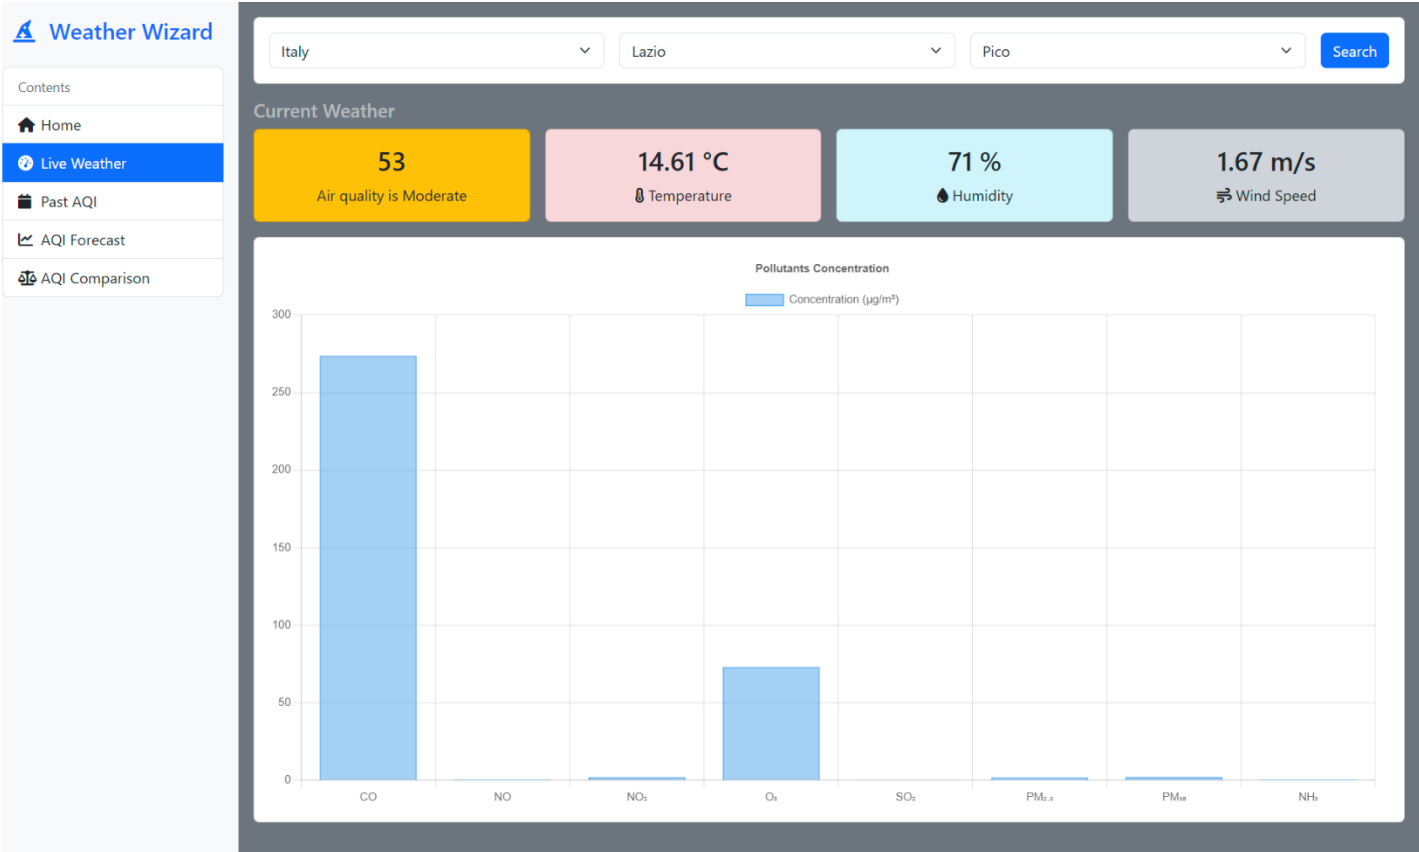 Weather Wizard
Contents
Home
Live Weather
Past AQI
AQI Forecast
AQI Comparison
Italy
Lazio
Pico
Search
Current Weather
53
Air quality is Moderate
14.61 °C
Temperature
71 %
Humidity
1.67 m/s
Wind Speed
Pollutants Concentration
Concentration (µg/m³)
300
250
200
150
100
50
0
CO NO NO₂ O₃ SO₂ PM₂.₅ PM₁₀ NH₃